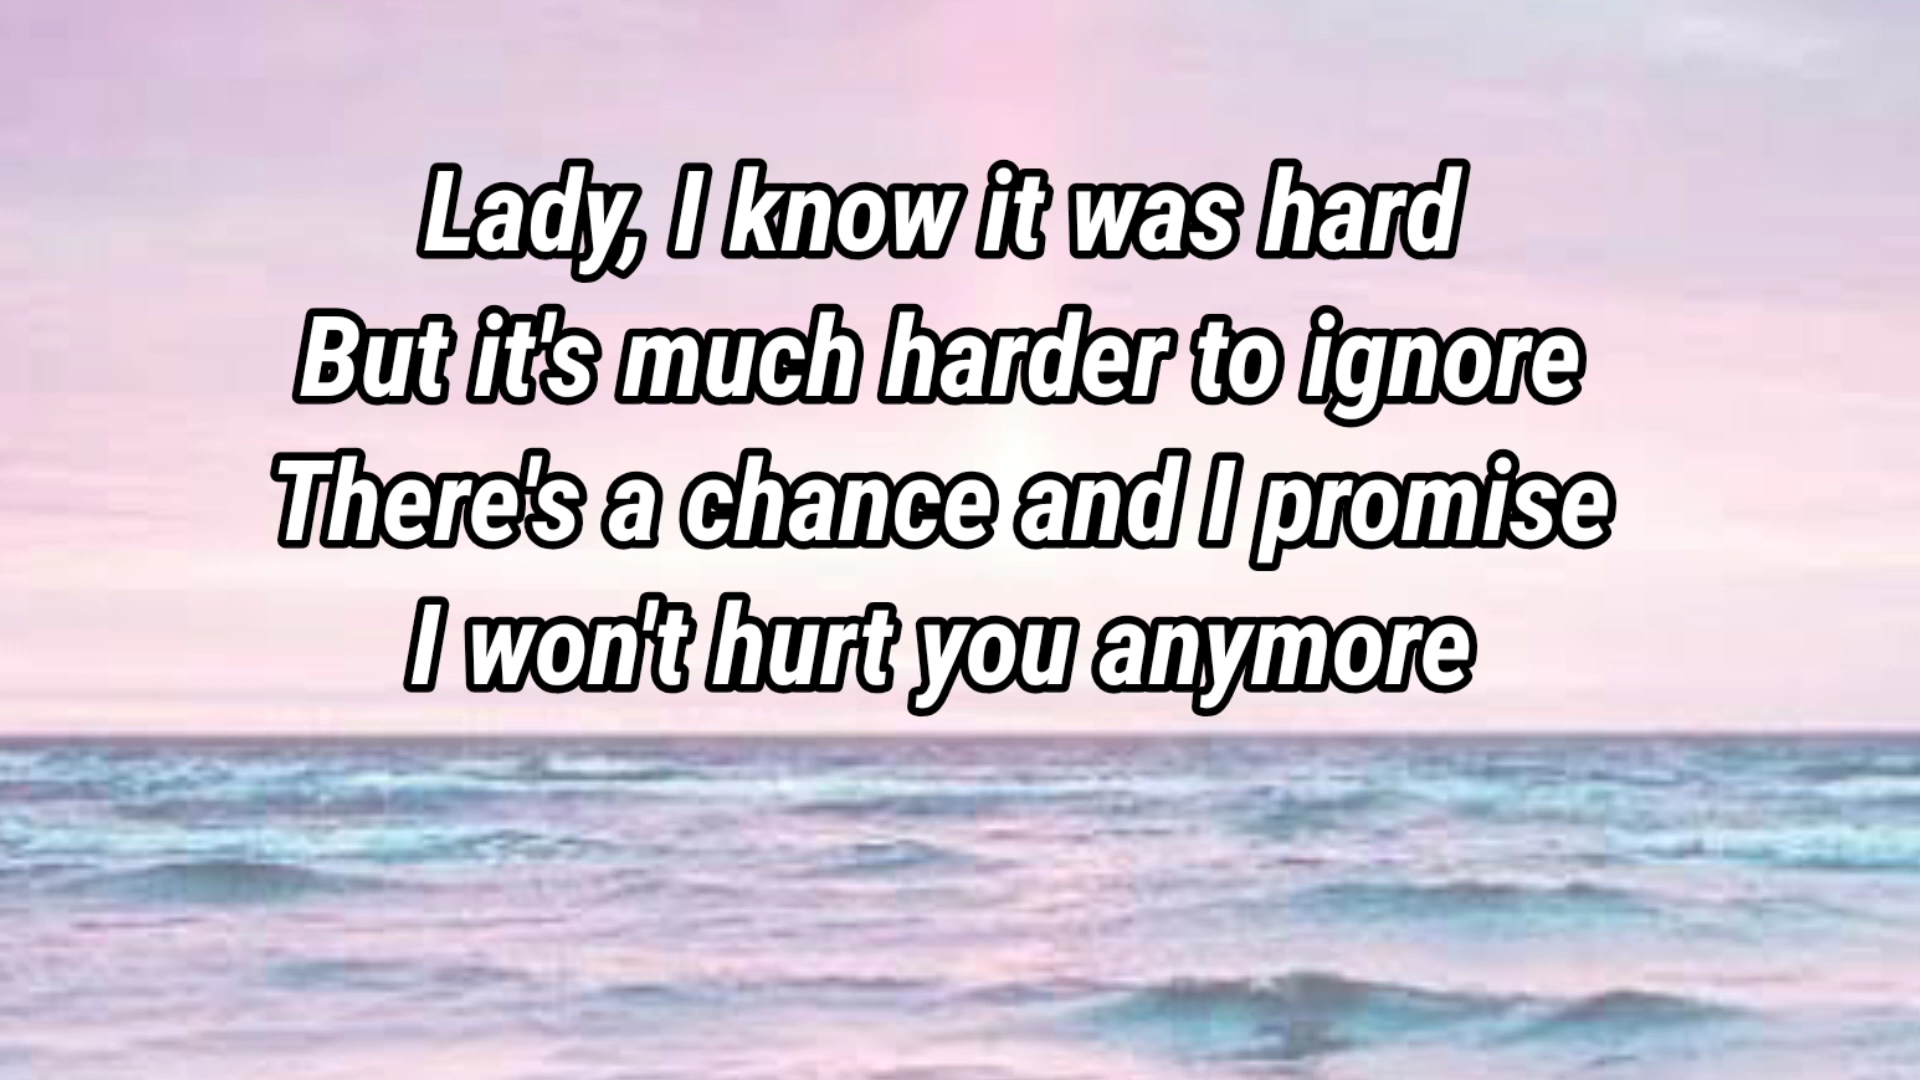 Lady, I know it was hard
But it's much harder to ignore
There's a chance and I promise
I won't hurt you anymore